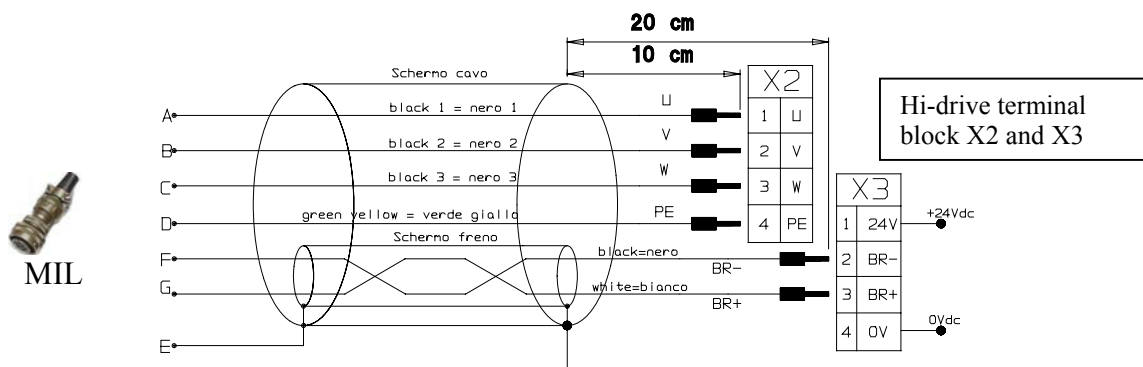 20 cm
10 cm
Schermo cavo
A
black 1 = nero 1
U
B
black 2 = nero 2
V
C
black 3 = nero 3
W
D
green yellow = verde giallo
PE
Schermo freno
F
black=nero
BR-
G
white=bianco
BR+
E
X2
1 U
2 V
3 W
4 PE
X3
1 24V
2 BR-
3 BR+
4 0V
+24Vdc
0Vdc
Hi-drive terminal
block X2 and X3
MIL